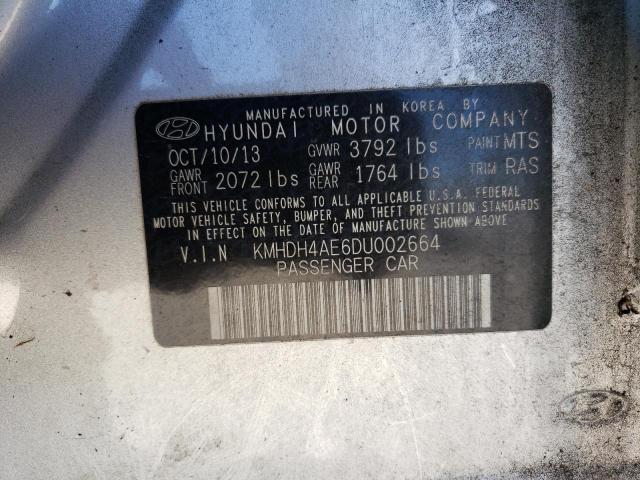 MANUFACTURED IN KOREA BY
HYUNDAI MOTOR COMPANY
OCT/10/13 GVWR 3792 lbs PAINT MTS
GAWR FRONT 2072 lbs GAWR REAR 1764 lbs TRIM RAS
THIS VEHICLE CONFORMS TO ALL APPLICABLE U.S.A. FEDERAL
MOTOR VEHICLE SAFETY, BUMPER, AND THEFT PREVENTION STANDARDS
IN EFFECT ON THE DATE OF MANUFACTURE SHOWN ABOVE
V.I.N KMHDH4AE6DU002664
PASSENGER CAR